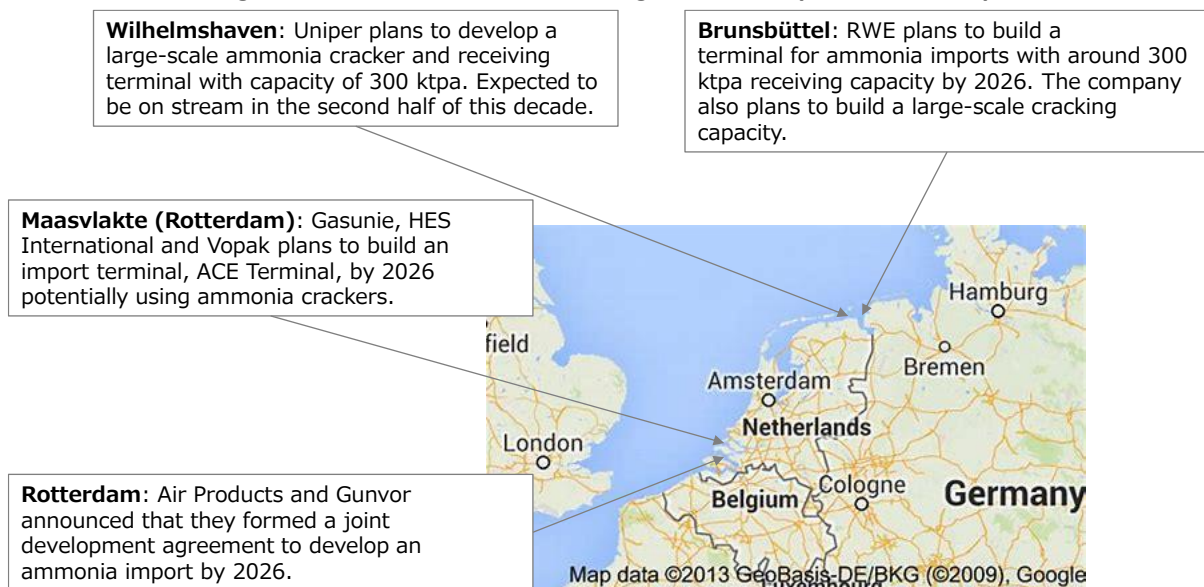 Wilhelmshaven: Uniper plans to develop a
large-scale ammonia cracker and receiving
terminal with capacity of 300 ktpa. Expected to
be on stream in the second half of this decade.
Brunsbüttel: RWE plans to build a
terminal for ammonia imports with around 300
ktpa receiving capacity by 2026. The company
also plans to build a large-scale cracking
capacity.
Maasvlakte (Rotterdam): Gasunie, HES
International and Vopak plans to build an
import terminal, ACE Terminal, by 2026
potentially using ammonia crackers.
Rotterdam: Air Products and Gunvor
announced that they formed a joint
development agreement to develop an
ammonia import by 2026.
field
Hamburg
Bremen
Amsterdam
Netherlands
London
Belgium
Cologne
Germany
Map data ©2013 GeoBasis-DE/BKG (©2009), Google